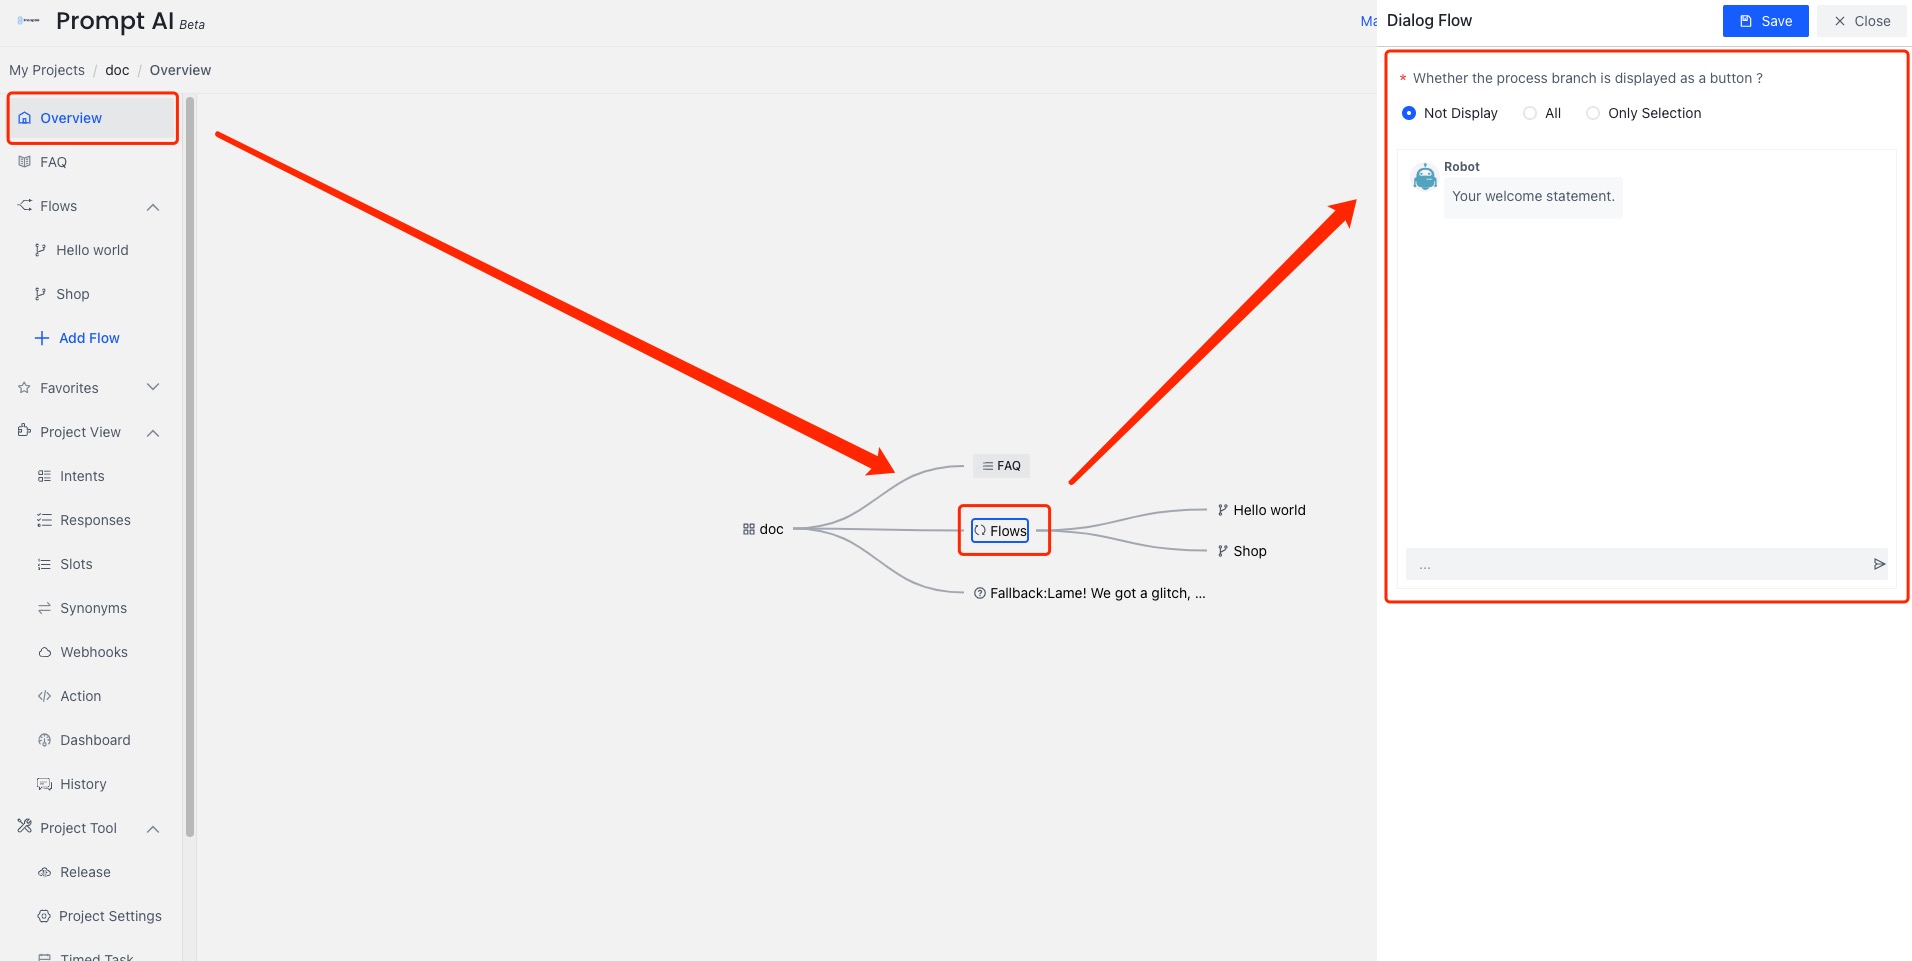 Prompt AI Beta
Ma
Dialog Flow
Save
Close
My Projects / doc / Overview
Overview
FAQ
Flows
Hello world
Shop
Add Flow
Favorites
Project View
Intents
Responses
Slots
Synonyms
Webhooks
Action
Dashboard
History
Project Tool
Release
Project Settings
Timed Task
doc
FAQ
Flows
Hello world
Shop
Fallback:Lame! We got a glitch, ...
* Whether the process branch is displayed as a button ?
Not Display All Only Selection
Robot
Your welcome statement.
...